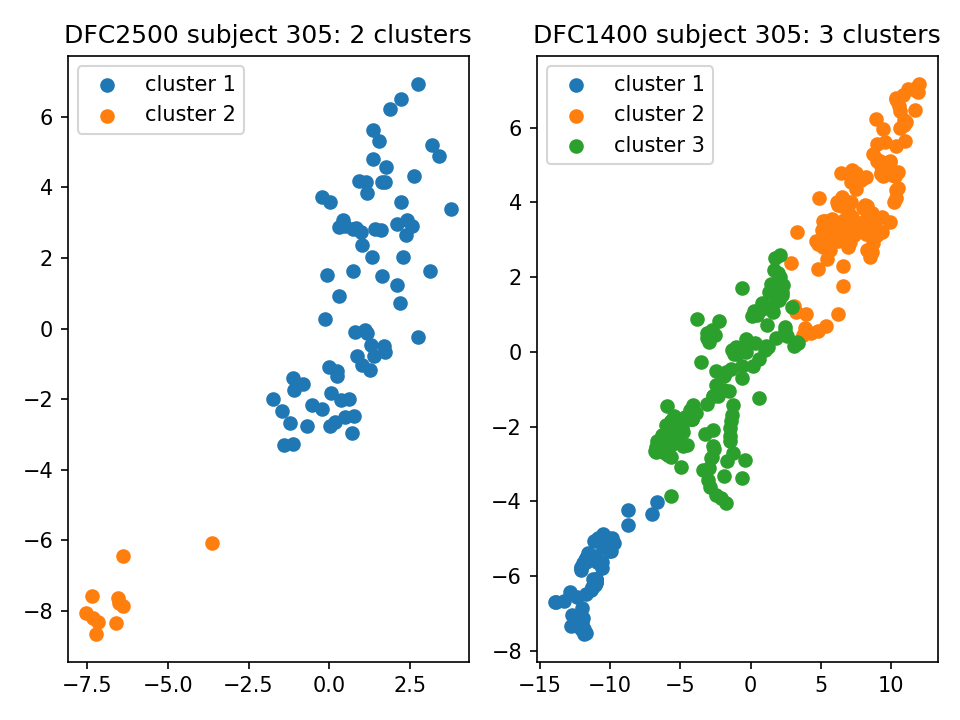 DFC2500 subject 305: 2 clusters
cluster 1
cluster 2
6
4
2
0
−2
−4
−6
−8
−7.5 −5.0 −2.5 0.0 2.5
DFC1400 subject 305: 3 clusters
cluster 1
cluster 2
cluster 3
6
4
2
0
−2
−4
−6
−8
−15 −10 −5 0 5 10